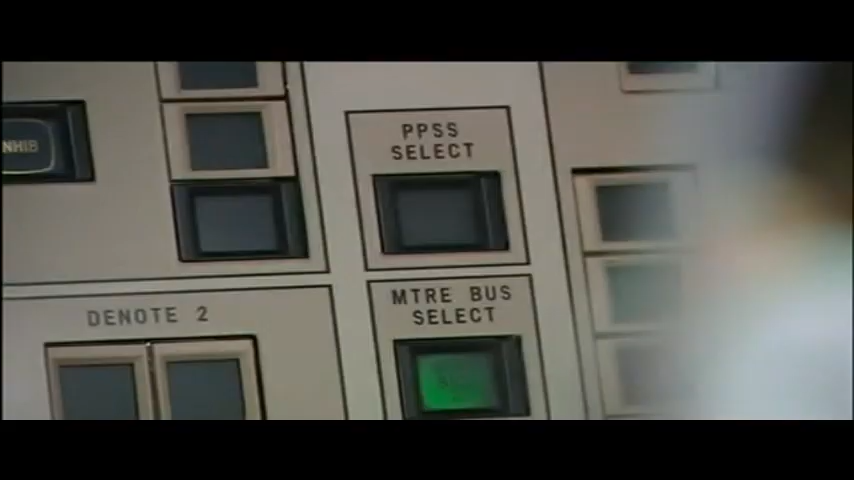 NHIB
PPSS
SELECT
DENOTE 2
MTRE BUS
SELECT